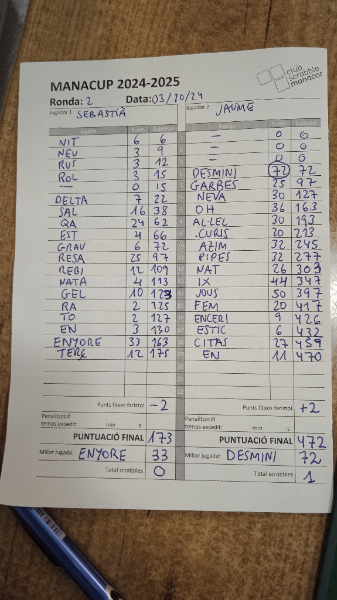 MANACUP 2024-2025
club scrabble manacor
Ronda: 2 Data: 03/10/24
Jugador 1 SEBASTIÀ Jugador 2 JAUME
Punts Subtotal Punts Subtotal
NIT 6 6 — 0 0
NEU 3 9 — 0 0
RUS 3 12 — 0 0
ROL 3 15 DESMINI 72 72
— 0 15 GARBES 25 97
DELTA 7 22 NEVA 30 127
SAL 16 38 OH 36 163
QA 24 62 AL·LEL 30 193
EST 4 66 CURIS 20 223
GRAU 6 72 AZIM 32 245
RESA 25 97 PIPES 32 277
REBI 12 109 NAT 26 303
NATA 4 113 IX 44 347
GEL 10 123 JOUS 50 397
RA 2 125 FEM 20 417
TO 2 127 ENCERI 9 426
EN 3 130 ESTIC 6 432
ENYORE 33 163 CITAS 27 459
TERÇ 12 175 EN 11 470
Punts fitxes faristol -2 Punts fitxes faristol +2
Penalització Penalització
temps excedit: min s temps excedit: min s
PUNTUACIÓ FINAL 173 PUNTUACIÓ FINAL 472
Millor jugada: ENYORE 33 Millor jugada: DESMINI 72
Total scrabbles 0 Total scrabbles 1